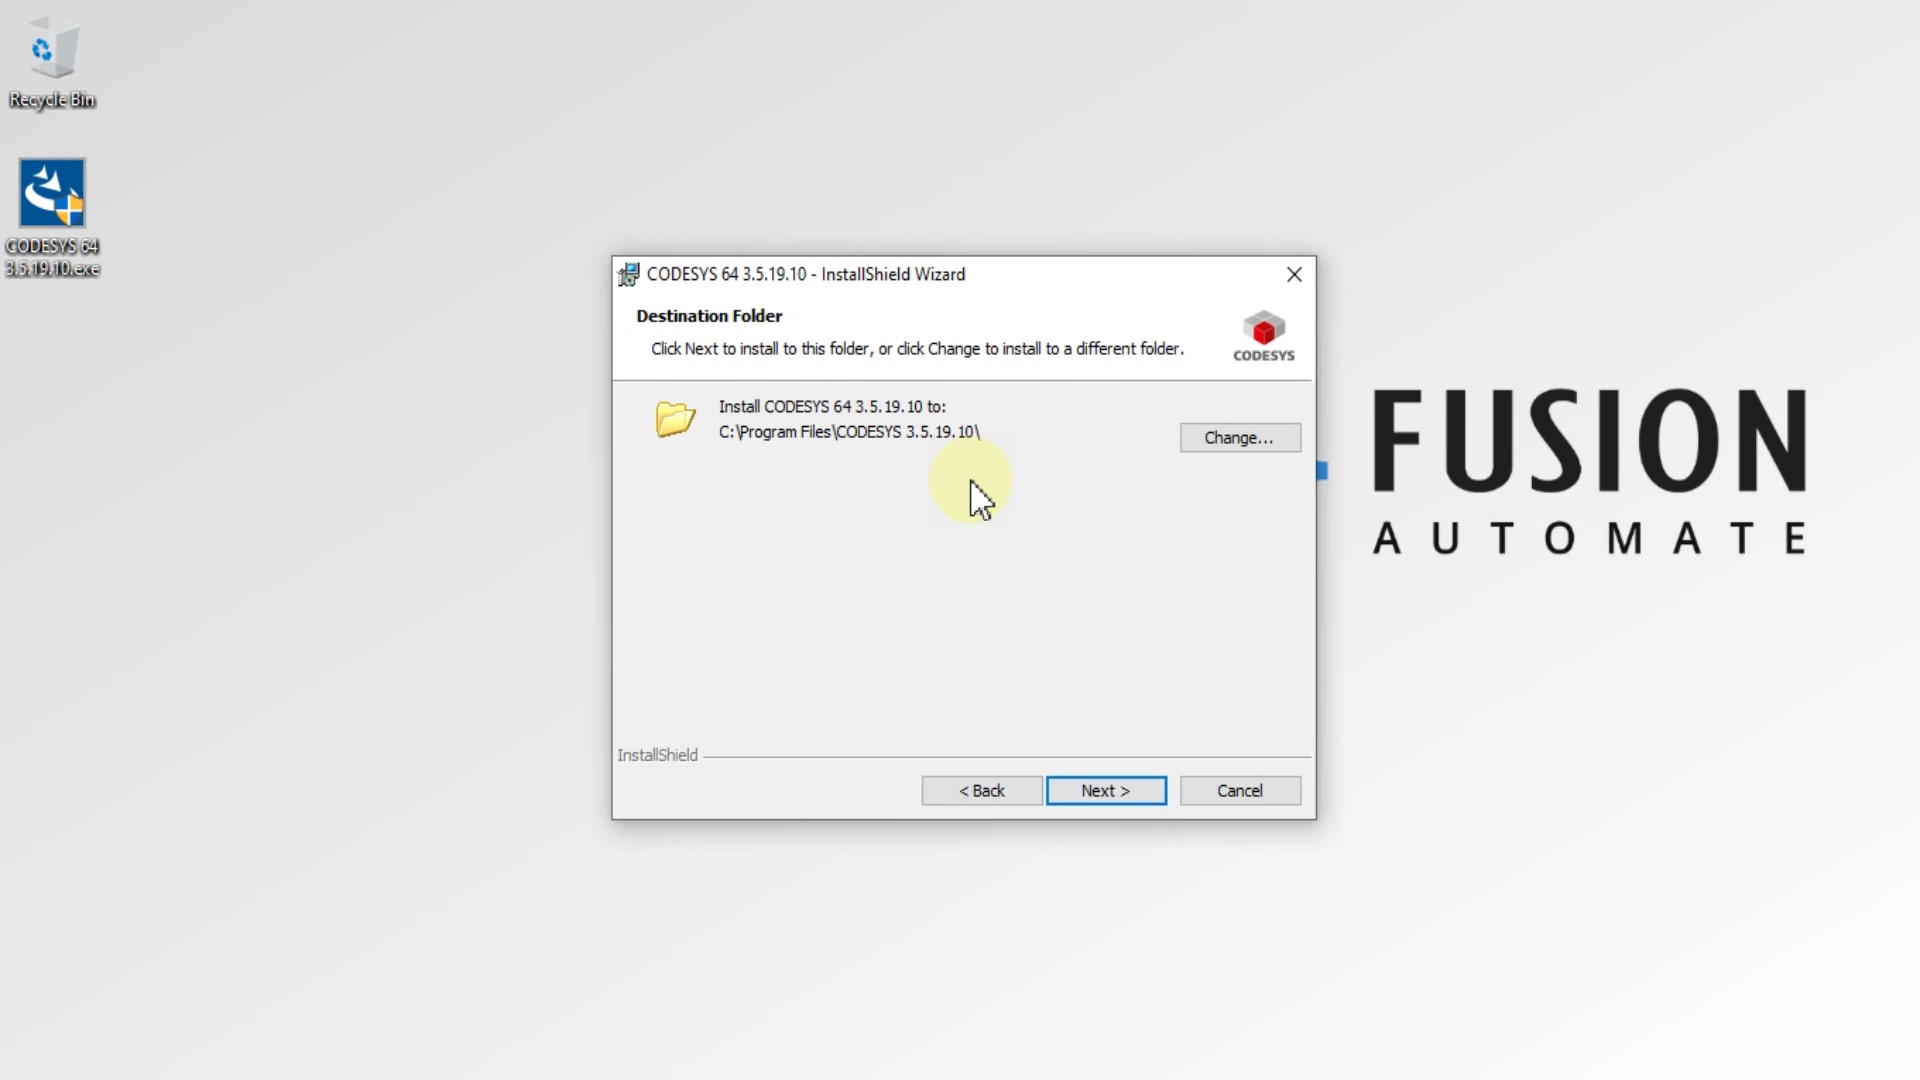 Recycle Bin
CODESYS 64
3.5.19.10.exe
CODESYS 64 3.5.19.10 - InstallShield Wizard
Destination Folder
Click Next to install to this folder, or click Change to install to a different folder.
CODESYS
Install CODESYS 64 3.5.19.10 to:
C:\Program Files\CODESYS 3.5.19.10\
Change...
InstallShield
< Back
Next >
Cancel
FUSION
AUTOMATE